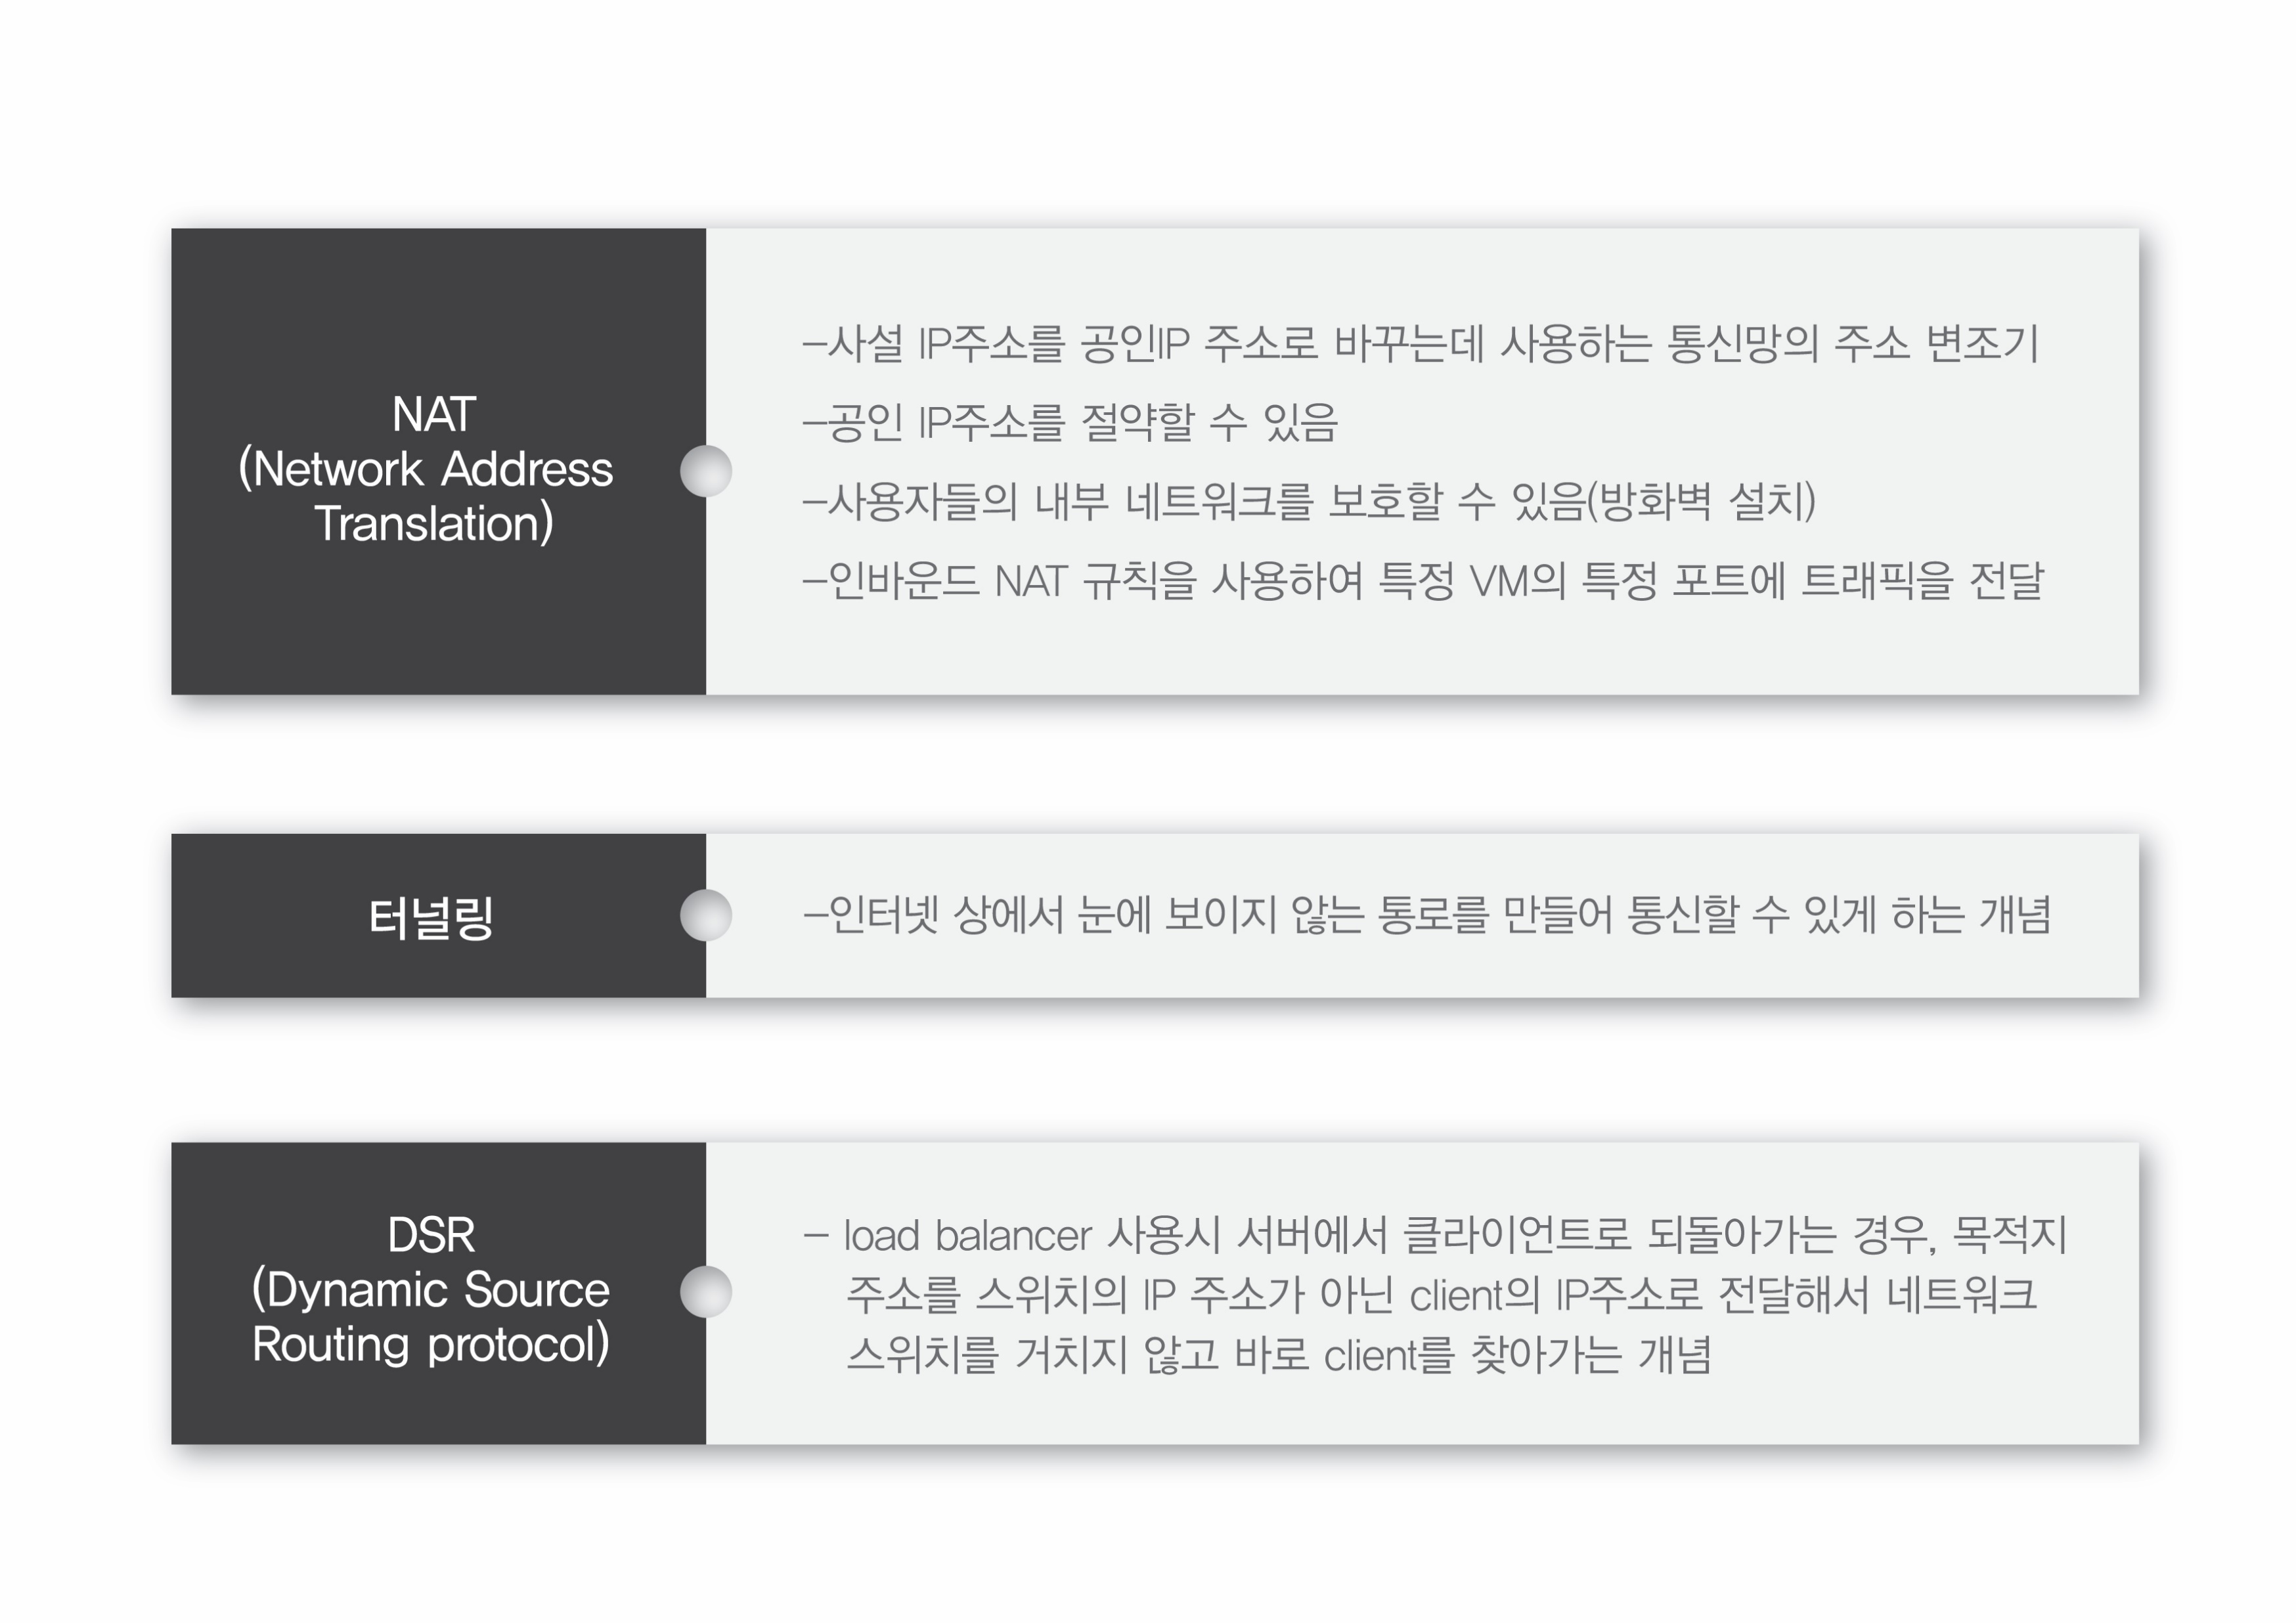 NAT
(Network Address
Translation)
–사설 IP주소를 공인IP 주소로 바꾸는데 사용하는 통신망의 주소 변조기
–공인 IP주소를 절약할 수 있음
–사용자들의 내부 네트워크를 보호할 수 있음(방화벽 설치)
–인바운드 NAT 규칙을 사용하여 특정 VM의 특정 포트에 트래픽을 전달
터널링
–인터넷 상에서 눈에 보이지 않는 통로를 만들어 통신할 수 있게 하는 개념
DSR
(Dynamic Source
Routing protocol)
– load balancer 사용시 서버에서 클라이언트로 되돌아가는 경우, 목적지
주소를 스위치의 IP 주소가 아닌 client의 IP주소로 전달해서 네트워크
스위치를 거치지 않고 바로 client를 찾아가는 개념